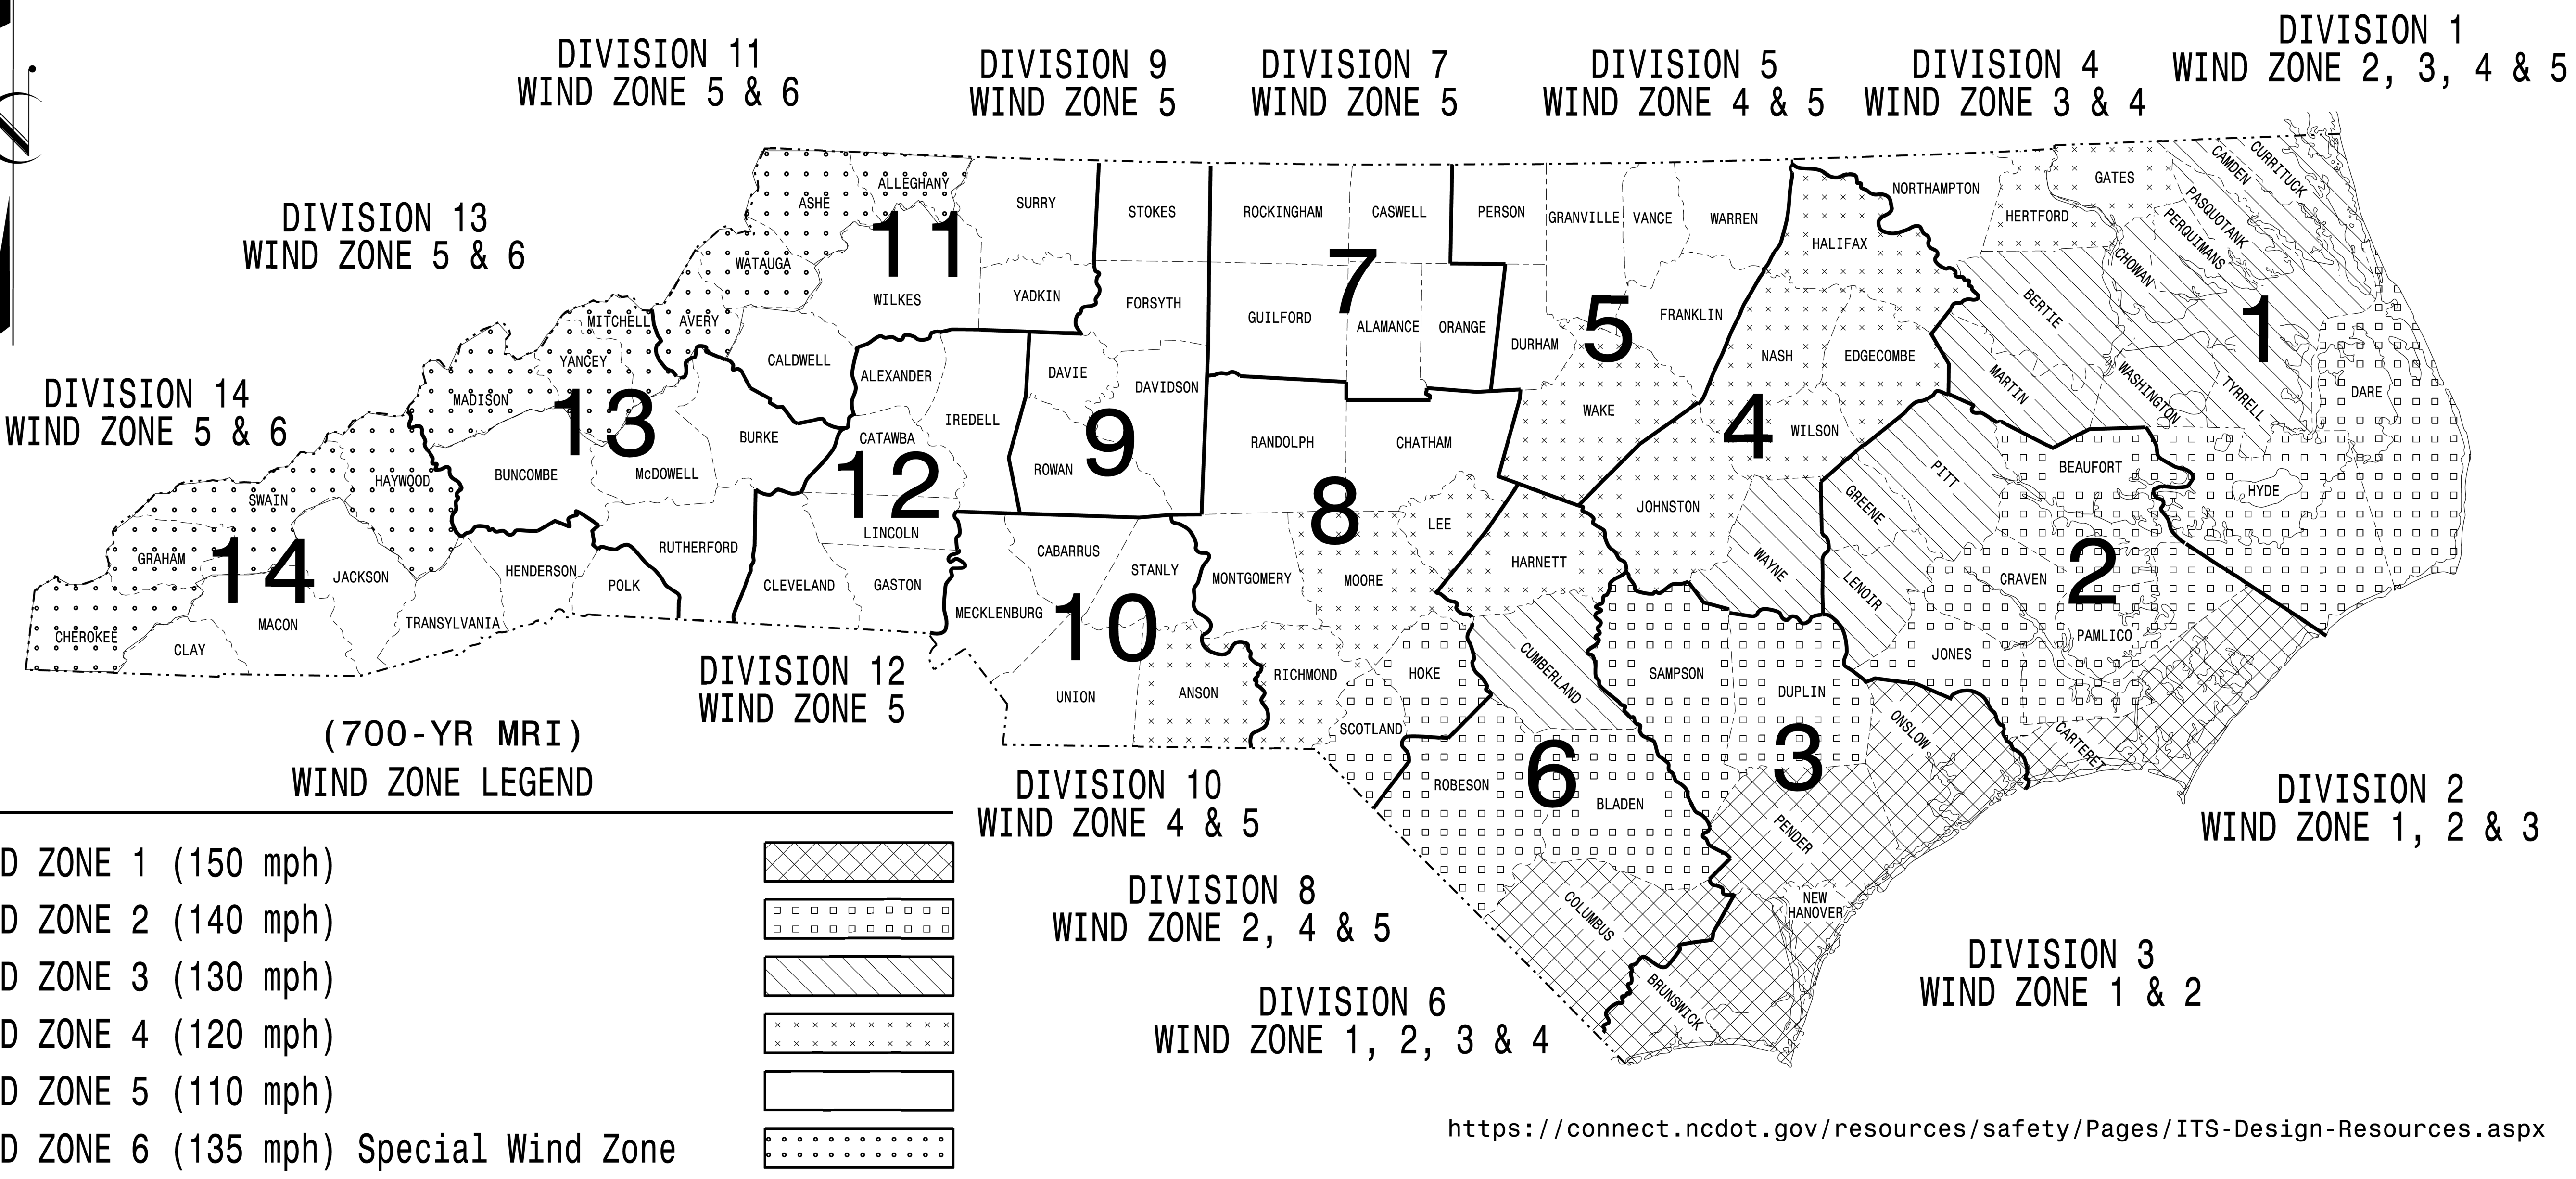 DIVISION 1
WIND ZONE 2, 3, 4 & 5
DIVISION 11
WIND ZONE 5 & 6
DIVISION 9
WIND ZONE 5
DIVISION 7
WIND ZONE 5
DIVISION 5
WIND ZONE 4 & 5
DIVISION 4
WIND ZONE 3 & 4
DIVISION 13
WIND ZONE 5 & 6
DIVISION 14
WIND ZONE 5 & 6
ALLEGHANY
ASHE
11
SURRY
STOKES
WATAUGA
WILKES
YADKIN
FORSYTH
MITCHELL
AVERY
YANCEY
CALDWELL
ALEXANDER
DAVIE
DAVIDSON
MADISON
13
BURKE
IREDELL
CATAWBA
9
ROWAN
BUNCOMBE
McDOWELL
12
HAYWOOD
SWAIN
LINCOLN
RUTHERFORD
GRAHAM
14
JACKSON
HENDERSON
POLK
CLEVELAND
GASTON
CHEROKEE
CLAY
MACON
TRANSYLVANIA
CABARRUS
STANLY
MECKLENBURG
10
UNION
ANSON
ROCKINGHAM
CASWELL
7
GUILFORD
ALAMANCE
ORANGE
RANDOLPH
CHATHAM
8
LEE
MONTGOMERY
MOORE
RICHMOND
HOKE
SCOTLAND
PERSON
GRANVILLE
VANCE
WARREN
5
FRANKLIN
DURHAM
WAKE
HALIFAX
NASH
EDGECOMBE
4
WILSON
JOHNSTON
WAYNE
HARNETT
CUMBERLAND
6
ROBESON
BLADEN
COLUMBUS
SAMPSON
DUPLIN
3
ONSLOW
PENDER
NEW
HANOVER
BRUNSWICK
NORTHAMPTON
HERTFORD
GATES
CAMDEN
CURRITUCK
PASQUOTANK
PERQUIMANS
CHOWAN
BERTIE
1
MARTIN
WASHINGTON
TYRRELL
DARE
HYDE
PITT
BEAUFORT
GREENE
LENOIR
CRAVEN
2
PAMLICO
JONES
CARTERET
DIVISION 12
WIND ZONE 5
DIVISION 10
WIND ZONE 4 & 5
DIVISION 8
WIND ZONE 2, 4 & 5
DIVISION 6
WIND ZONE 1, 2, 3 & 4
DIVISION 2
WIND ZONE 1, 2 & 3
DIVISION 3
WIND ZONE 1 & 2
(700-YR MRI)
WIND ZONE LEGEND
D ZONE 1 (150 mph)
D ZONE 2 (140 mph)
D ZONE 3 (130 mph)
D ZONE 4 (120 mph)
D ZONE 5 (110 mph)
D ZONE 6 (135 mph) Special Wind Zone
https://connect.ncdot.gov/resources/safety/Pages/ITS-Design-Resources.aspx